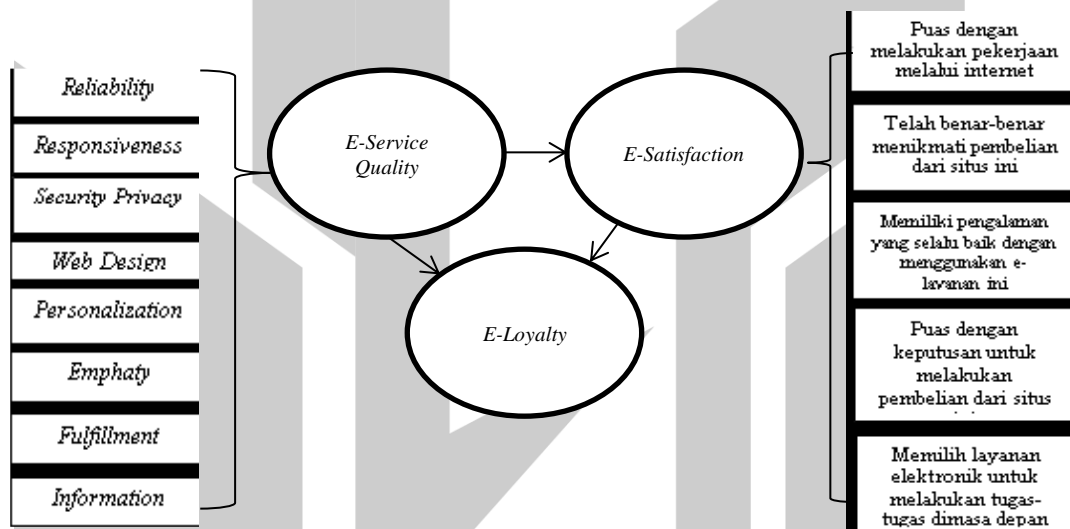 Reliability
Responsiveness
Security Privacy
Web Design
Personalization
Emphaty
Fulfillment
Information
E-Service
Quality
E-Satisfaction
E-Loyalty
Puas dengan
melakukan pekerjaan
melalui internet
Telah benar-benar
menikmati pembelian
dari situs ini
Memiliki pengalaman
yang selalu baik dengan
menggunakan e-
layanan ini
Puas dengan
keputusan untuk
melakukan
pembelian dari situs
Memilih layanan
elektronik untuk
melakukan tugas-
tugas dimasa depan